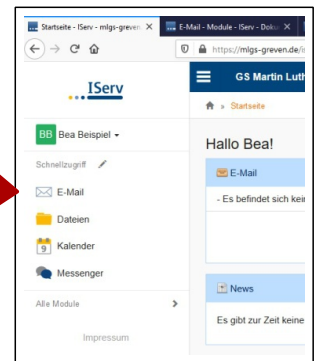 Startseite - IServ - mlgs-greven
E-Mail - Module - IServ - Doku
https://mlgs-greven.de/is
IServ
GS Martin Luth
» Startseite
BB Bea Beispiel
Hallo Bea!
Schnellzugriff
E-Mail
E-Mail
- Es befindet sich kein
Dateien
9 Kalender
Messenger
News
Alle Module
Es gibt zur Zeit keine
Impressum